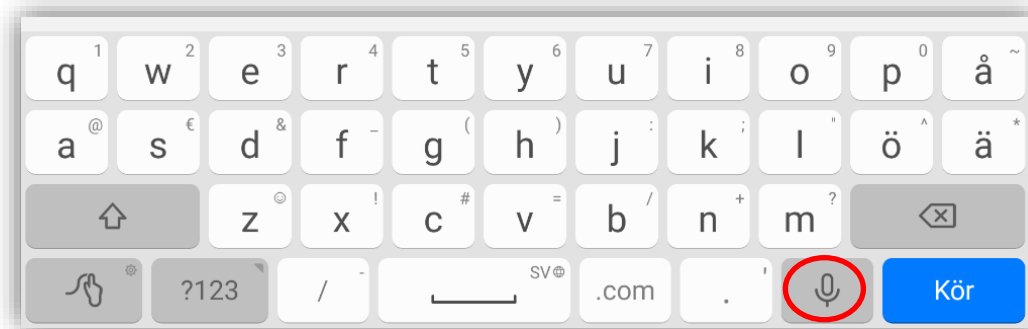 1 2 3 4 5 6 7 8 9 0 ~
q w e r t y u i o p å
@ € & _ ( ) : ; " ^ *
a s d f g h j k l ö ä
! # = / + ?
z x c v b n m
- SV '
?123 / .com . Kör